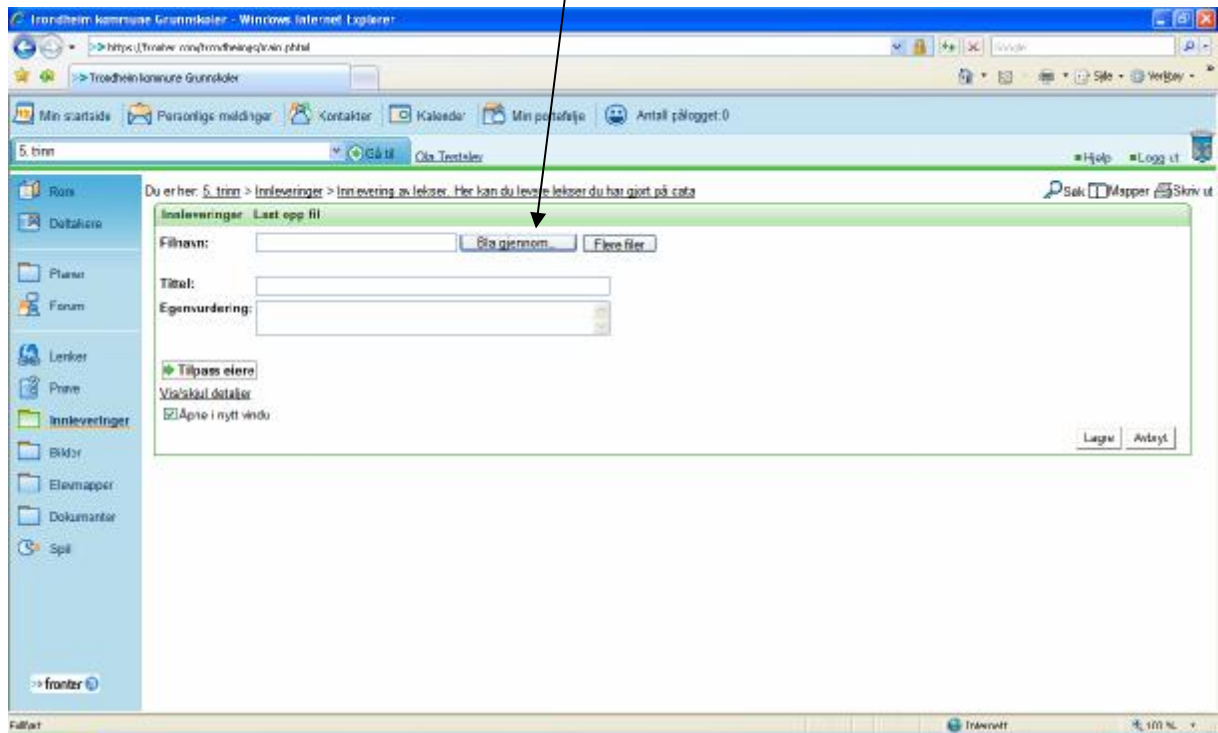 Trondheim kommune Grunnskoler - Windows Internet Explorer
>> Trondheim kommune Grunnskoler
Side
Verktøy
Min startside Personlige meldinger Kontakter Kalender Min portefølje Antall pålogget:0
5. trinn Gå til Ola Testelev Hjelp Logg ut
Rom
Deltakere
Planer
Forum
Lenker
Prøve
Innleveringer
Bilder
Elevmapper
Dokumenter
Spill
>> fronter
Du er her: 5. trinn > Innleveringer > Innlevering av lekser. Her kan du levere lekser du har gjort på data
Søk Mapper Skriv ut
Innleveringer Last opp fil
Filnavn: Bla gjennom... Flere filer
Tittel:
Egenvurdering:
Tilpass eiere
Vis/skjul detaljer
Åpne i nytt vindu
Lagre Avbryt
Fullført Internett 100 %